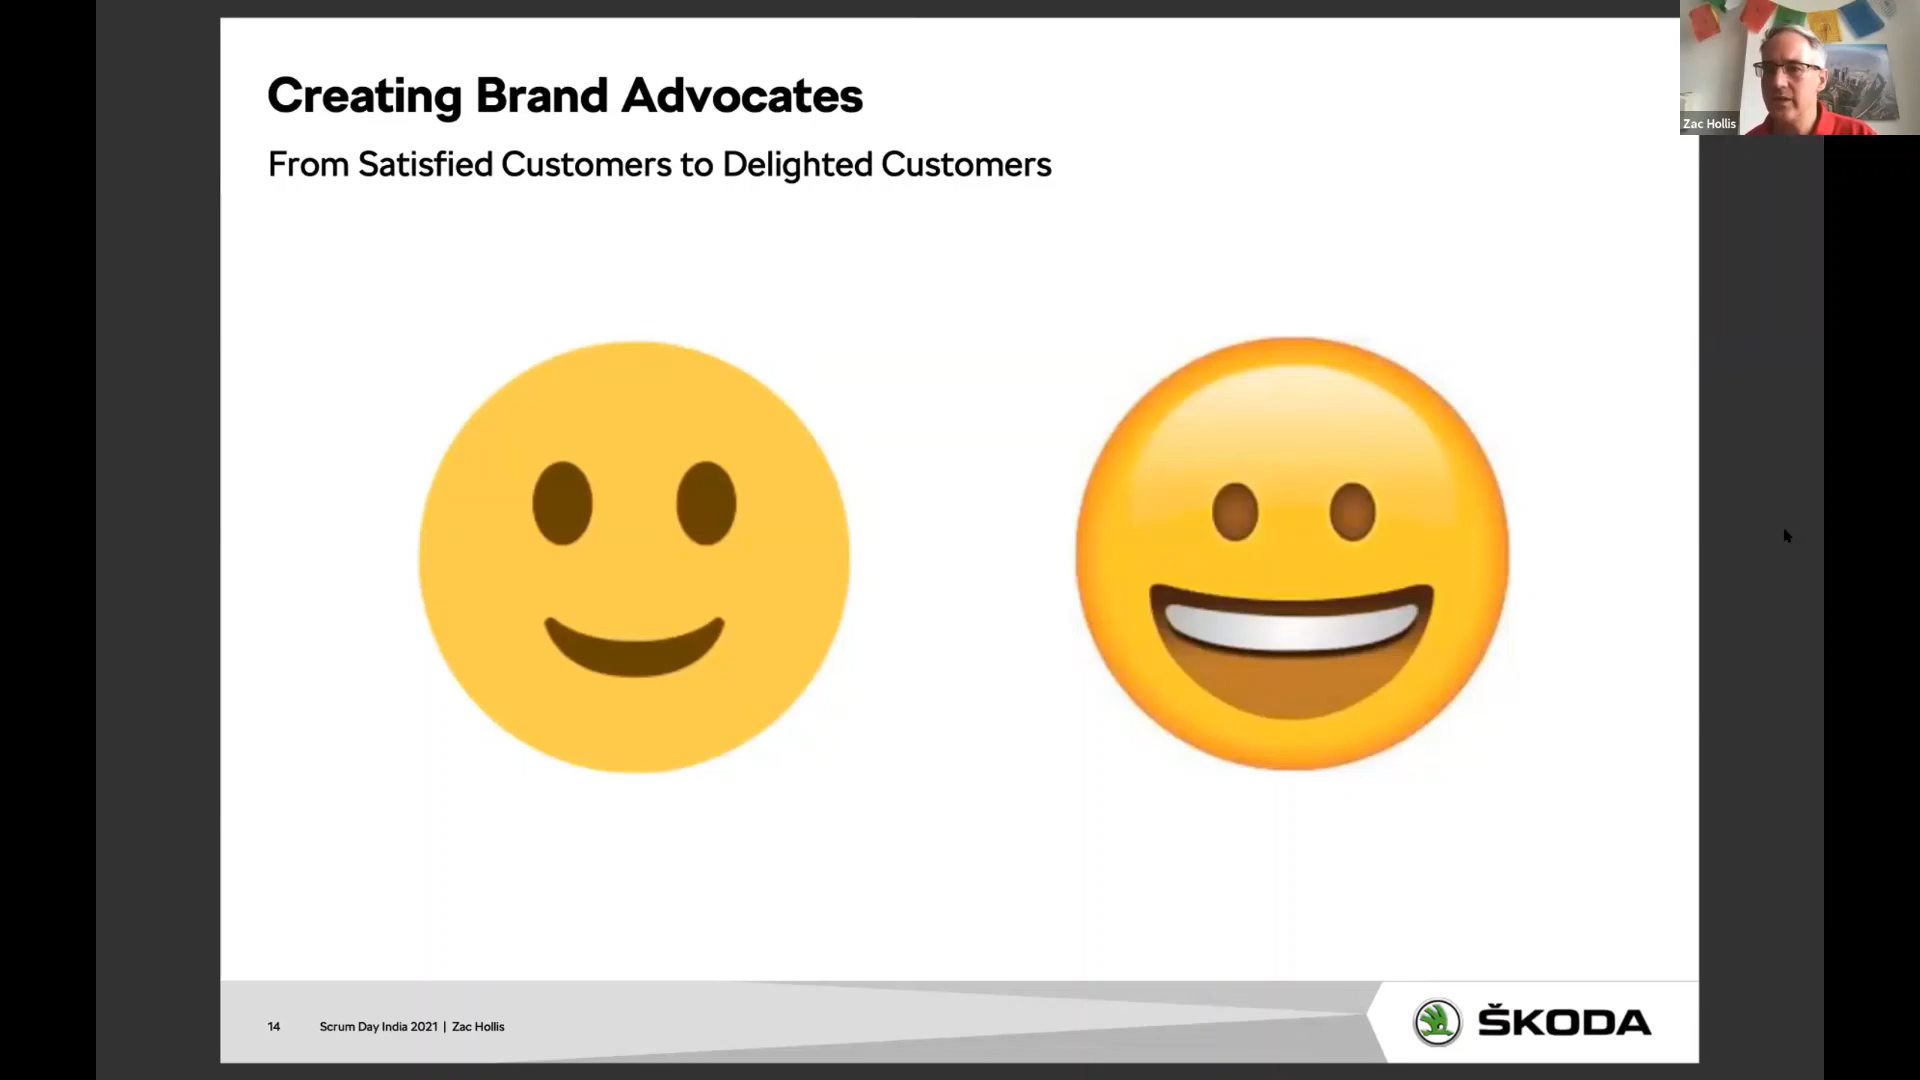 Creating Brand Advocates
From Satisfied Customers to Delighted Customers
Zac Hollis
14 Scrum Day India 2021 | Zac Hollis
ŠKODA